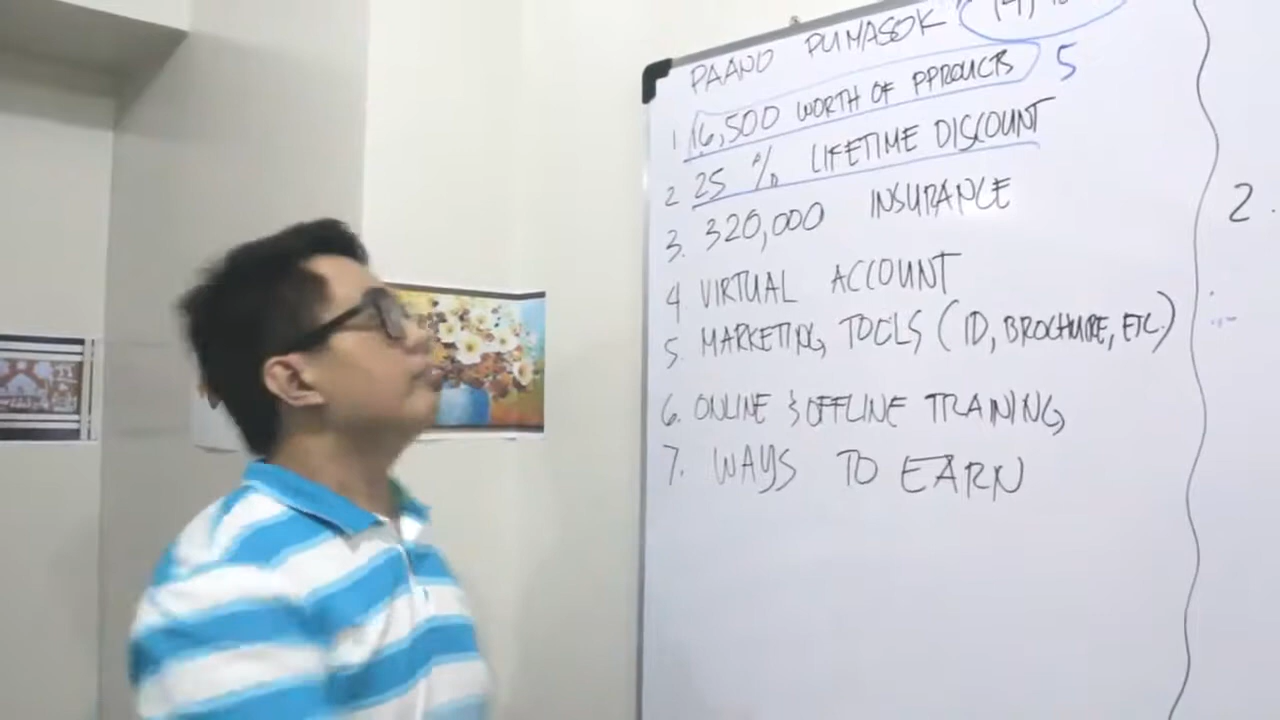 PAANO PUMASOK
1 16,500 WORTH OF PPRODUCTS 5
2 25 % LIFETIME DISCOUNT
3. 320,000 INSURANCE
4 VIRTUAL ACCOUNT
5. MARKETING TOOLS (ID, BROCHURE, ETC.)
6. ONLINE & OFFLINE TRAINING
7. WAYS TO EARN
2.